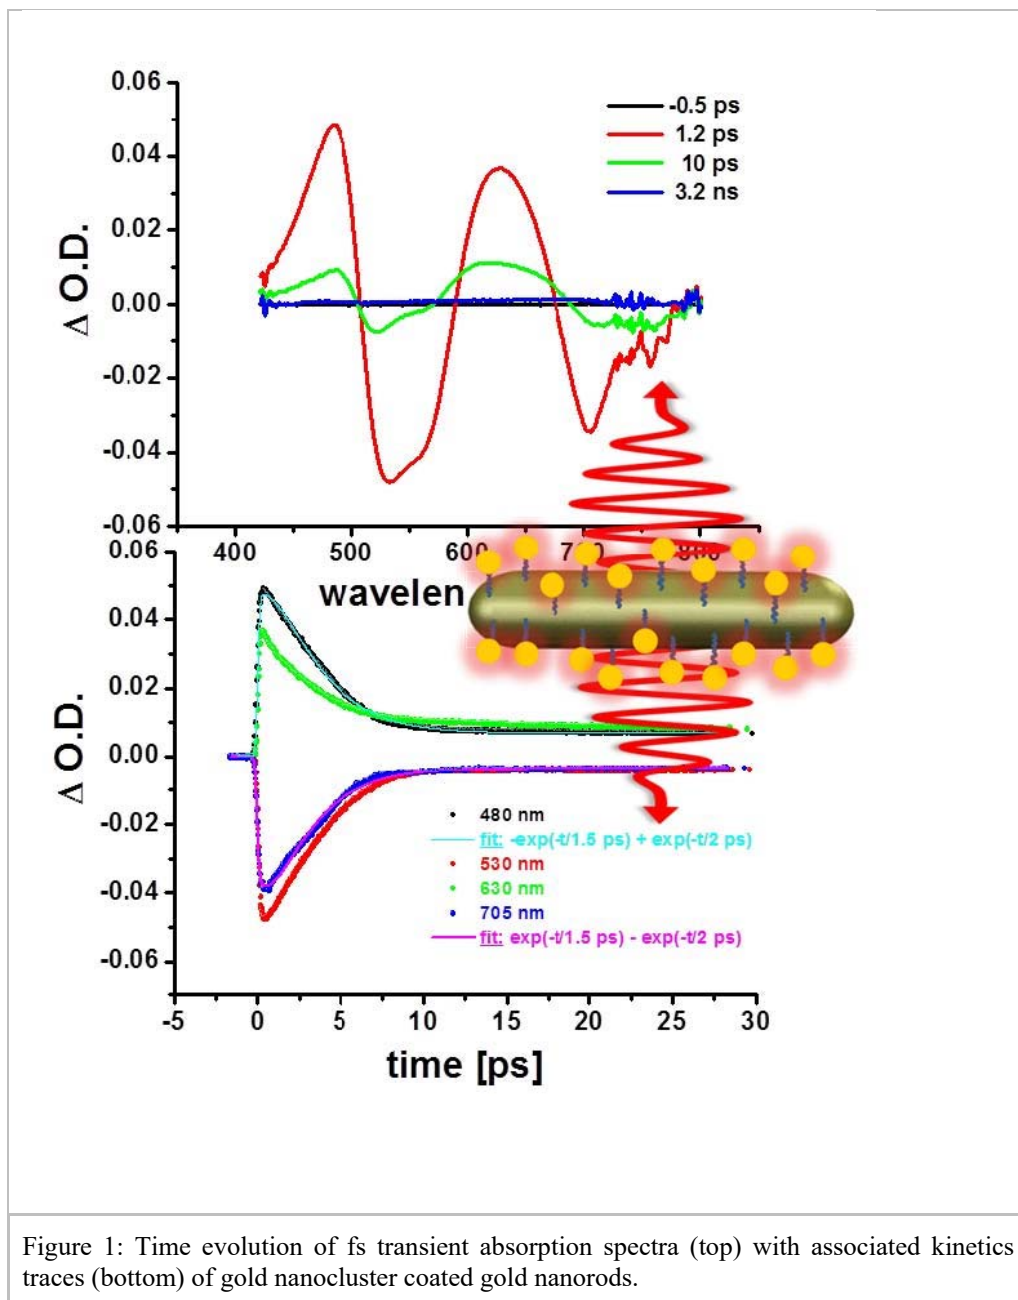 0.06
0.04
0.02
0.00
-0.02
-0.04
-0.06
Δ O.D.
-0.5 ps
1.2 ps
10 ps
3.2 ns
400 500 600 700 800
wavelen
0.06
0.04
0.02
0.00
-0.02
-0.04
-0.06
Δ O.D.
480 nm
fit: -exp(-t/1.5 ps) + exp(-t/2 ps)
530 nm
630 nm
705 nm
fit: exp(-t/1.5 ps) - exp(-t/2 ps)
-5 0 5 10 15 20 25 30
time [ps]
Figure 1: Time evolution of fs transient absorption spectra (top) with associated kinetics
traces (bottom) of gold nanocluster coated gold nanorods.